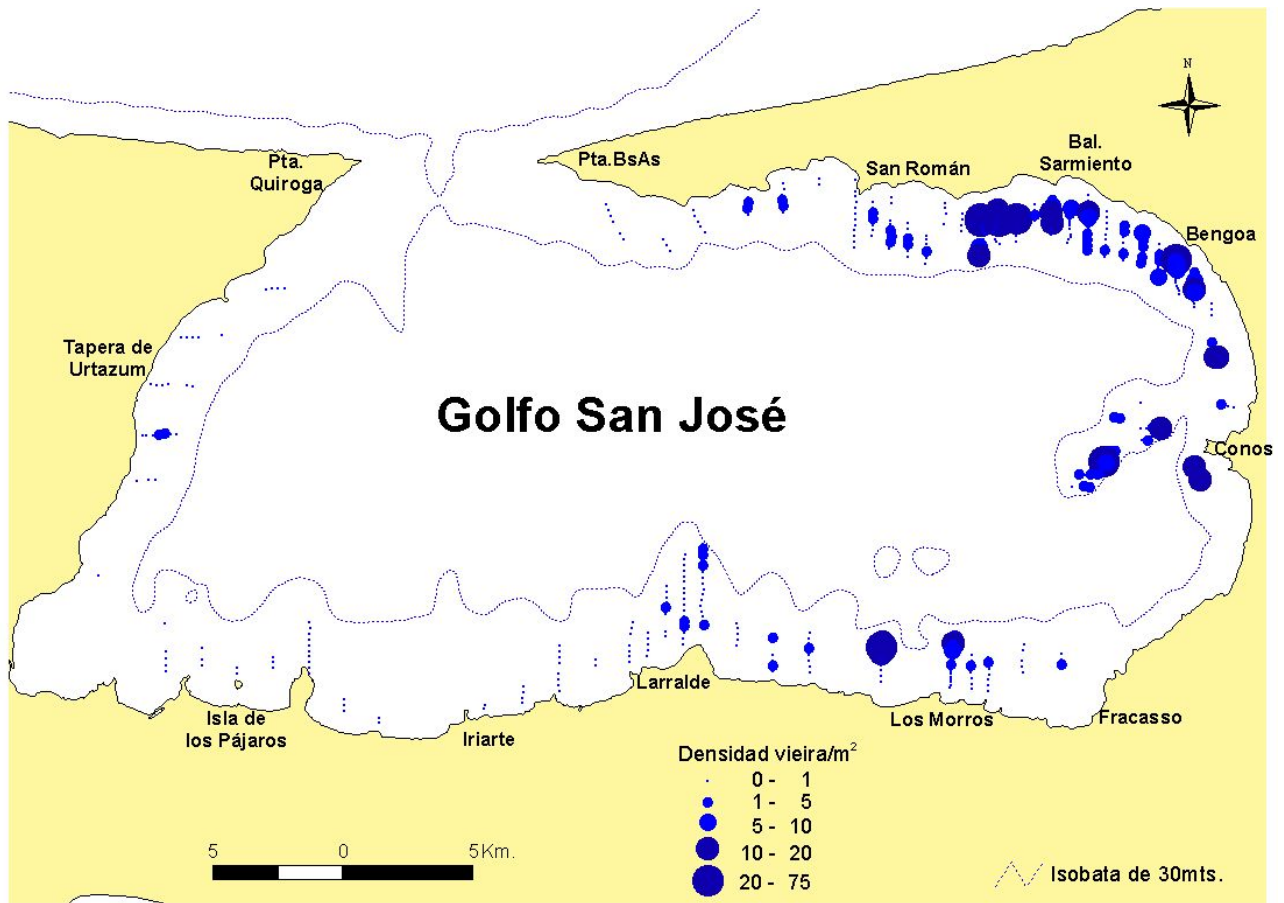 N
Pta.
Quiroga
Pta.BsAs
San Román
Bal.
Sarmiento
Bengoa
Tapera de
Urtazum
Golfo San José
Conos
Larralde
Isla de
los Pájaros
Iriarte
Los Morros
Fracasso
Densidad vieira/m²
0 - 1
1 - 5
5 - 10
10 - 20
20 - 75
5 0 5Km.
Isobata de 30mts.